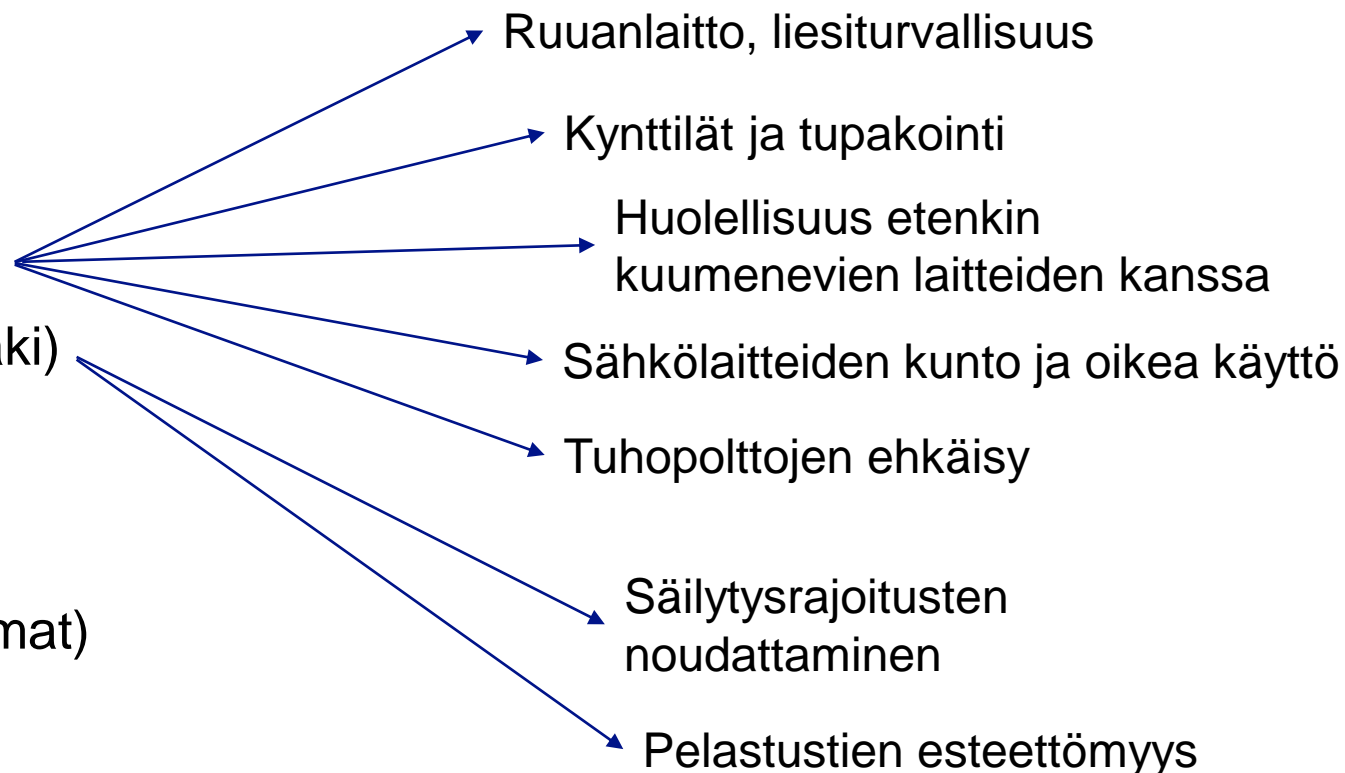 Ruuanlaitto, liesiturvallisuus
Kynttilät ja tupakointi
Huolellisuus etenkin
kuumenevien laitteiden kanssa
Sähkölaitteiden kunto ja oikea käyttö
Tuhopolttojen ehkäisy
Säilytysrajoitusten
noudattaminen
mat)
Pelastustien esteettömyys